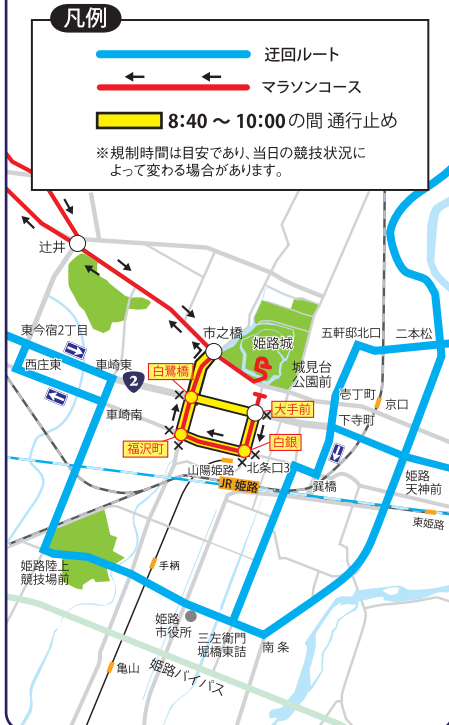 凡例
迂回ルート
マラソンコース
8:40 ～ 10:00の間 通行止め
※規制時間は目安であり、当日の競技状況に
よって変わる場合があります。
辻井
市之橋
姫路城
東今宿2丁目
五軒邸北口
二本松
西庄東
車崎東
白鷺橋
城見台
公園前
2
壱丁町
京口
大手前
下寺町
車崎南
福沢町
白銀
山陽姫路
北条口3
JR 姫路
巽橋
姫路
天神前
東姫路
姫路陸上
競技場前
手柄
姫路
市役所
三左衛門
堀橋東詰
南条
亀山
姫路バイパス